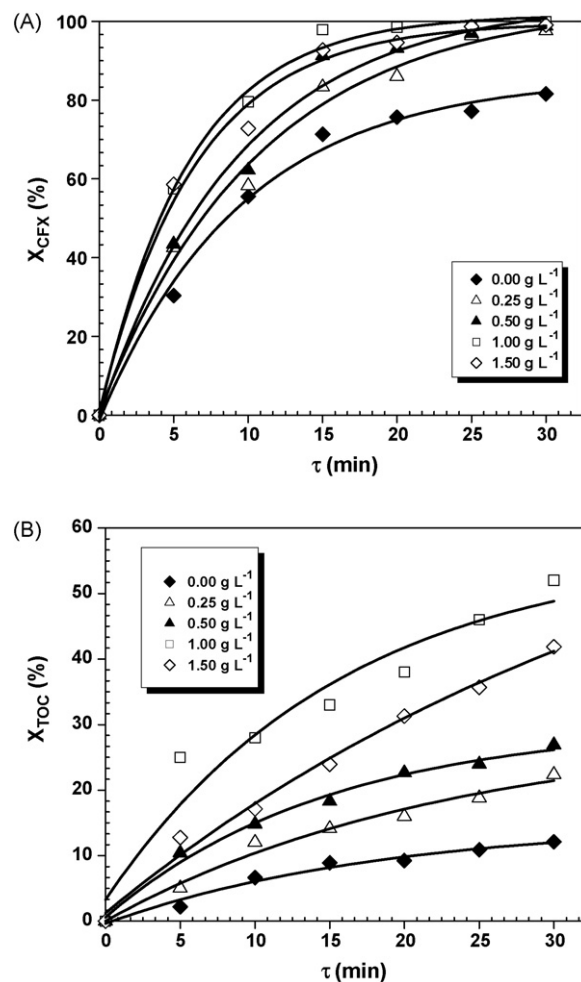 (A)
100
80
60
40
20
0
X_CFX (%)
0.00 g L⁻¹
0.25 g L⁻¹
0.50 g L⁻¹
1.00 g L⁻¹
1.50 g L⁻¹
0 5 10 15 20 25 30
τ (min)
(B)
60
50
40
30
20
10
0
X_TOC (%)
0.00 g L⁻¹
0.25 g L⁻¹
0.50 g L⁻¹
1.00 g L⁻¹
1.50 g L⁻¹
0 5 10 15 20 25 30
τ (min)